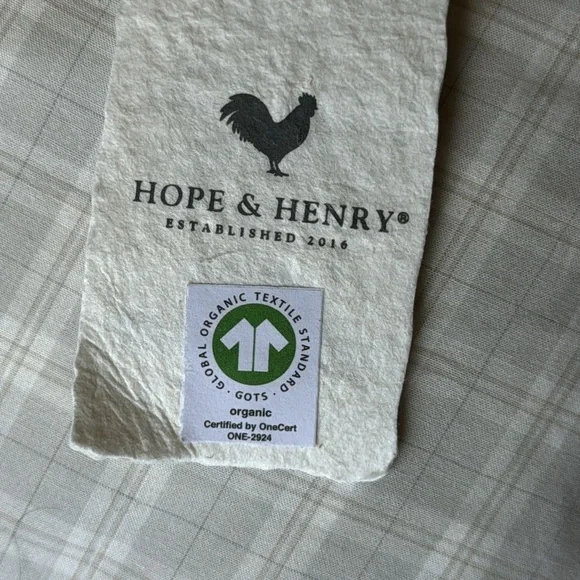 HOPE & HENRY®
ESTABLISHED 2016
GLOBAL ORGANIC TEXTILE STANDARD · GOTS ·
organic
Certified by OneCert
ONE-2924